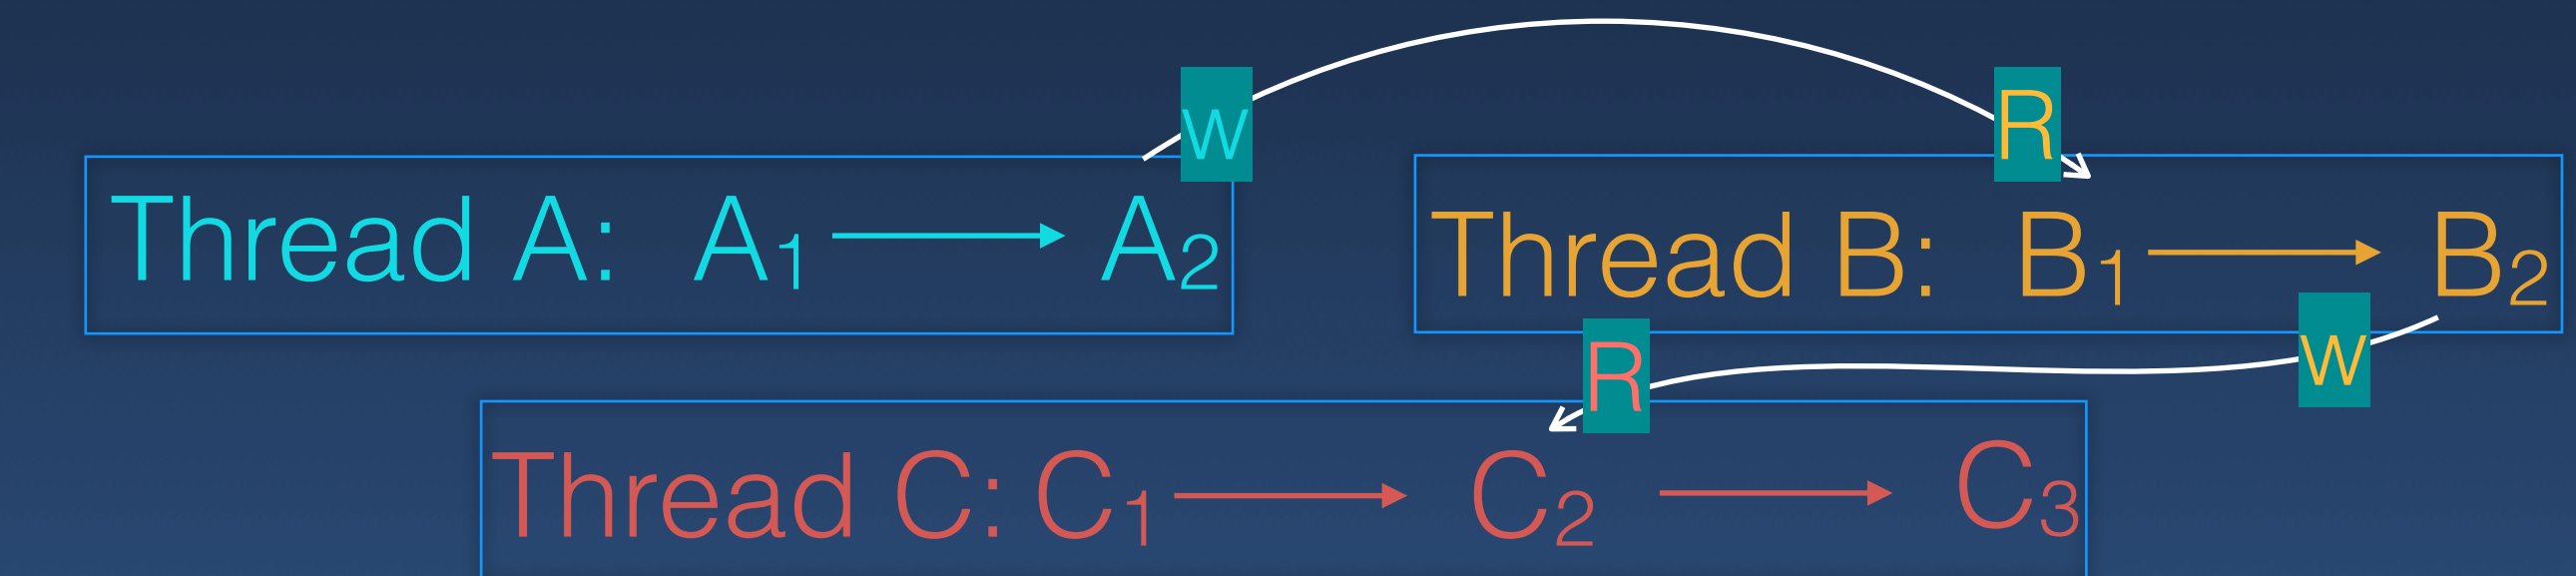 W R
Thread A: A₁ A₂
Thread B: B₁ B₂
R W
Thread C: C₁ C₂ C₃